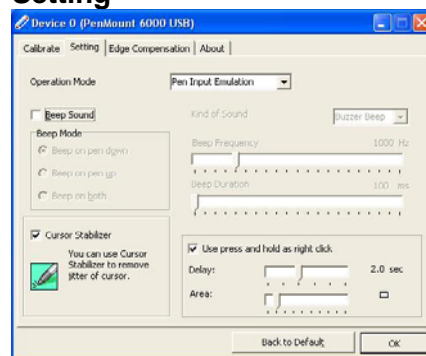 Setting
Device 0 (PenMount 6000 USB)
Calibrate Setting Edge Compensation About
Operation Mode Pen Input Emulation
Beep Sound
Kind of Sound Buzzer Beep
Beep Mode
Beep on pen down
Beep on pen up
Beep on both
Beep Frequency 1000 Hz
Beep Duration 100 ms
Cursor Stabilizer
You can use Cursor
Stabilizer to remove
jitter of cursor.
Use press and hold as right click
Delay: 2.0 sec
Area:
Back to Default OK